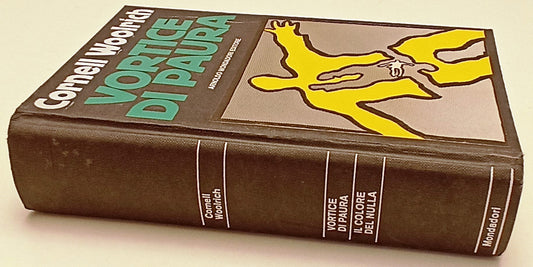 Cornell Woolrich
VORTICE
DI PAURA
ARNOLDO MONDADORI EDITORE
Cornell
Woolrich
VORTICE
DI PAURA
IL COLORE
DEL NULLA
Mondadori